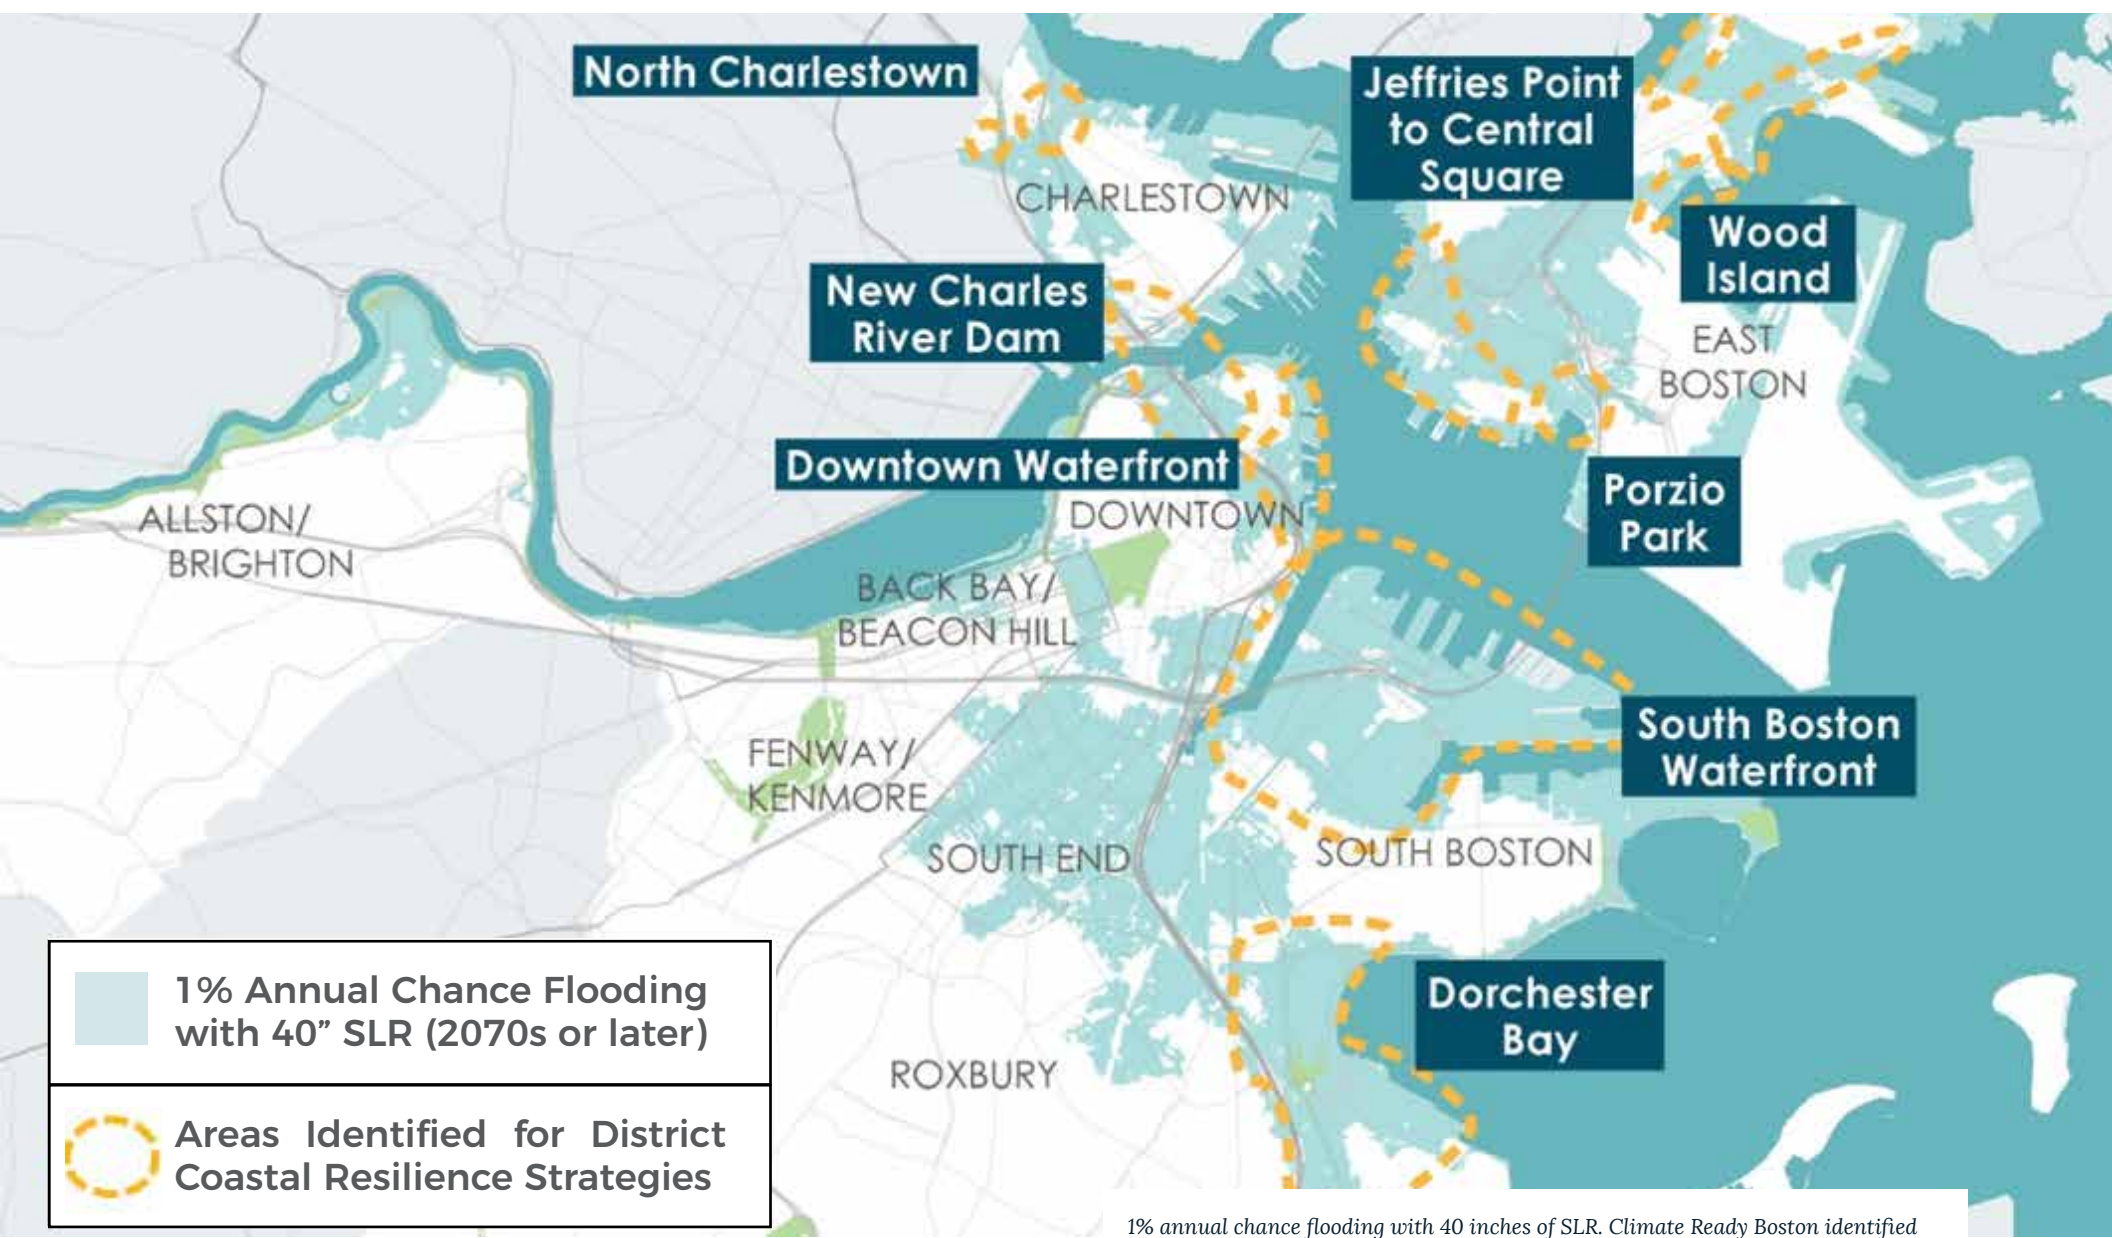 North Charlestown
Jeffries Point
to Central
Square
CHARLESTOWN
Wood
Island
New Charles
River Dam
EAST
BOSTON
Downtown Waterfront
Porzio
Park
ALLSTON/
BRIGHTON
DOWNTOWN
BACK BAY/
BEACON HILL
South Boston
Waterfront
FENWAY/
KENMORE
SOUTH END
SOUTH BOSTON
Dorchester
Bay
ROXBURY
1% Annual Chance Flooding
with 40” SLR (2070s or later)
Areas Identified for District
Coastal Resilience Strategies
1% annual chance flooding with 40 inches of SLR. Climate Ready Boston identified